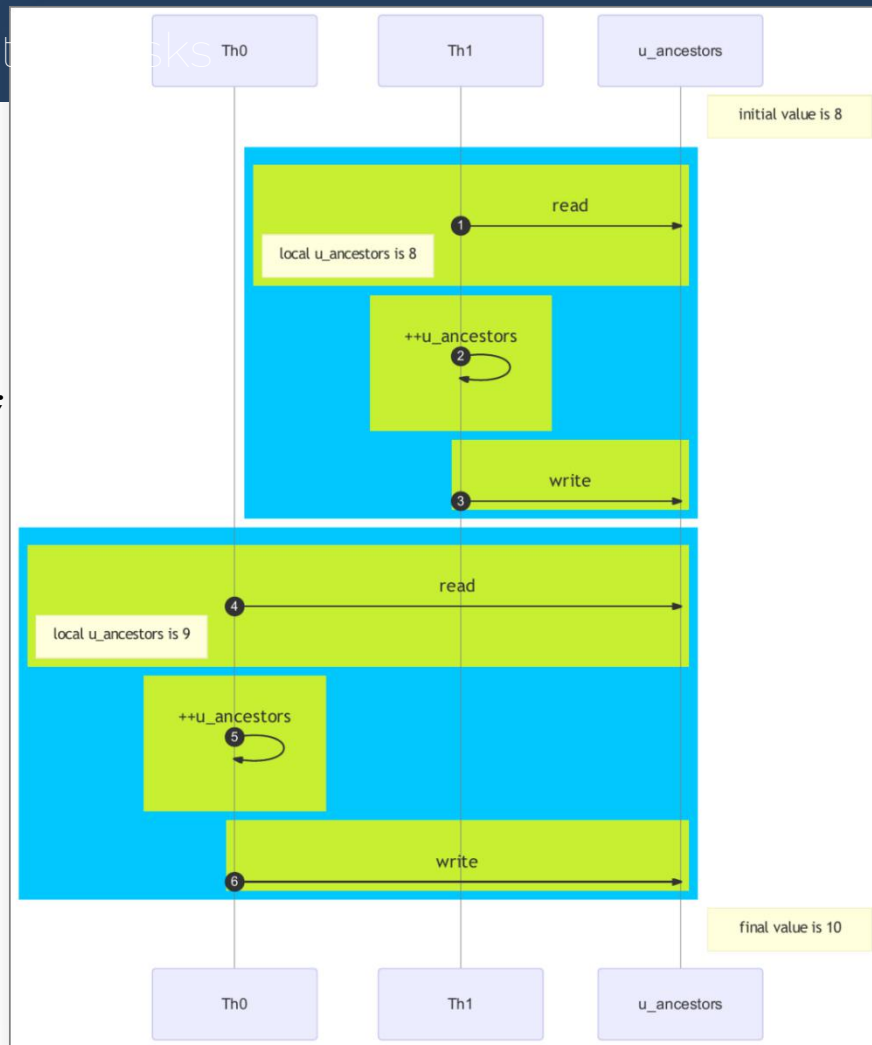 sks
Th0
Th1
u_ancestors
initial value is 8
read
1
local u_ancestors is 8
++u_ancestors
2
write
3
read
4
local u_ancestors is 9
++u_ancestors
5
write
6
final value is 10
Th0
Th1
u_ancestors